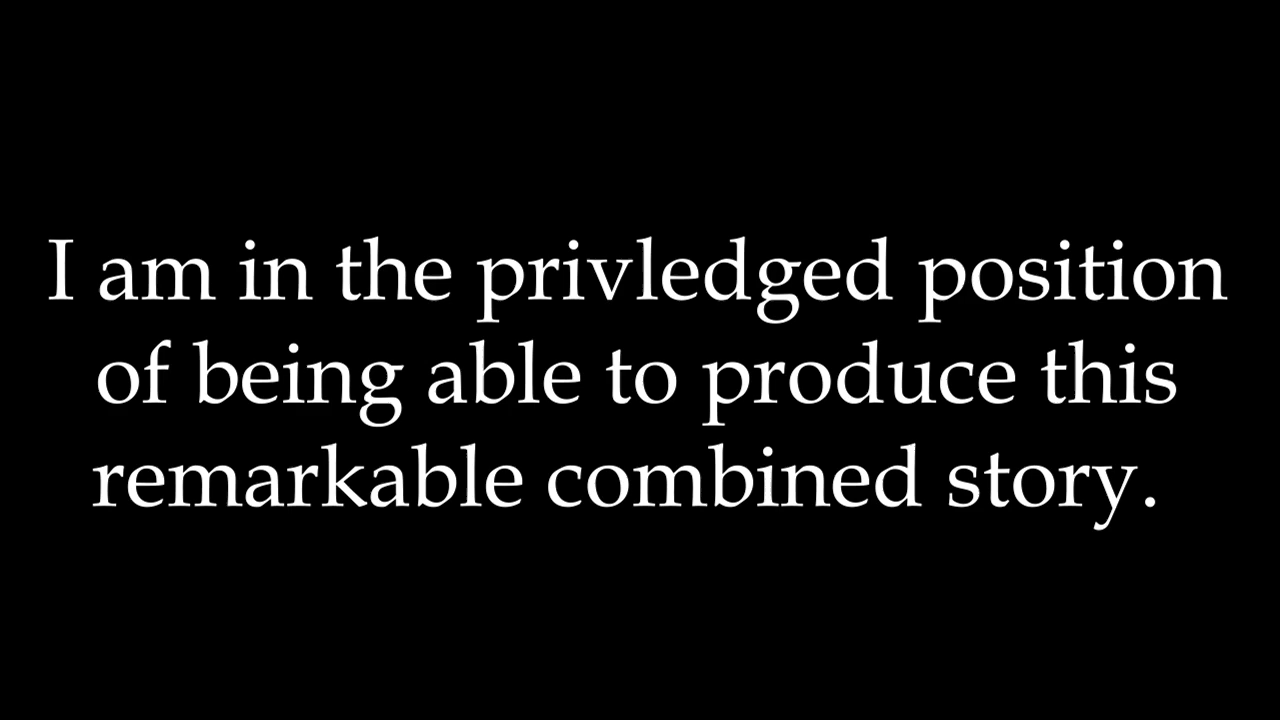 I am in the privledged position
of being able to produce this
remarkable combined story.